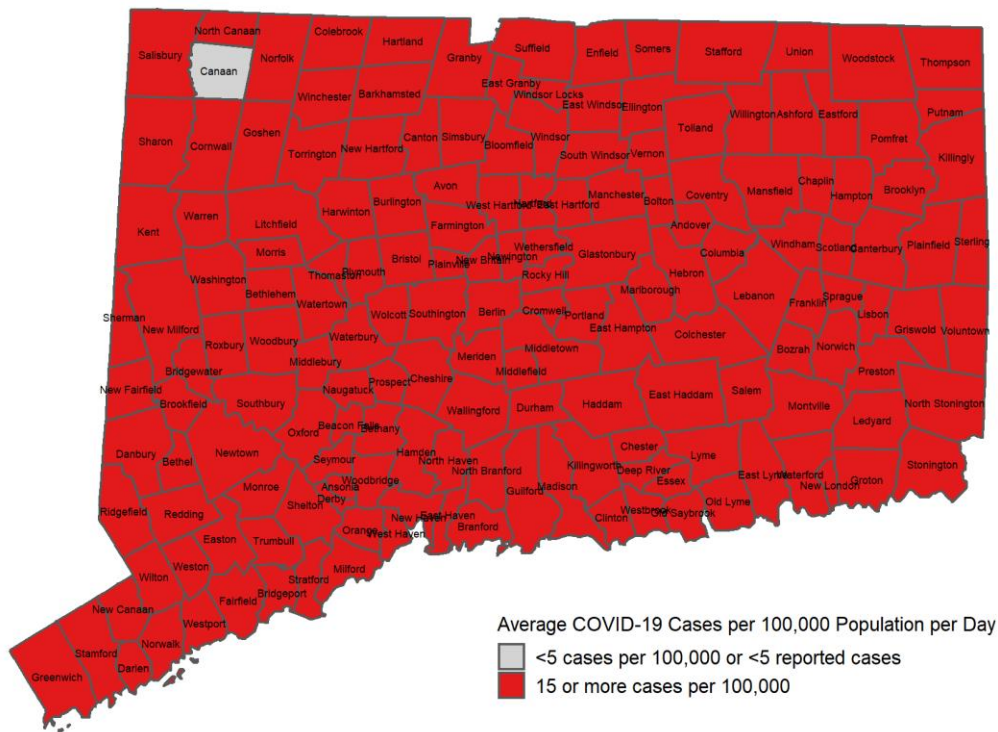 North Canaan
Colebrook
Hartland
Suffield
Enfield
Somers
Stafford
Union
Woodstock
Thompson
Salisbury
Canaan
Norfolk
Granby
East Granby
Windsor Locks
Winchester
Barkhamsted
East Windsor
Ellington
Willington
Ashford
Eastford
Putnam
Sharon
Cornwall
Goshen
Torrington
New Hartford
Canton
Simsbury
Bloomfield
Windsor
South Windsor
Vernon
Tolland
Pomfret
Killingly
Avon
West Hartford
Hartford
East Hartford
Manchester
Bolton
Coventry
Mansfield
Chaplin
Hampton
Brooklyn
Kent
Warren
Litchfield
Harwinton
Burlington
Farmington
Andover
Morris
Bristol
Plainville
New Britain
Newington
Wethersfield
Glastonbury
Hebron
Columbia
Windham
Scotland
Canterbury
Plainfield
Sterling
Washington
Bethlehem
Thomaston
Plymouth
Watertown
Rocky Hill
Marlborough
Lebanon
Franklin
Sprague
Lisbon
Sherman
New Milford
Roxbury
Woodbury
Waterbury
Wolcott
Southington
Berlin
Cromwell
Portland
East Hampton
Colchester
Bozrah
Norwich
Griswold
Voluntown
Bridgewater
Middlebury
Meriden
Middletown
Middlefield
Preston
New Fairfield
Brookfield
Southbury
Naugatuck
Prospect
Cheshire
Wallingford
Durham
Haddam
East Haddam
Salem
Montville
Ledyard
North Stonington
Danbury
Bethel
Newtown
Oxford
Beacon Falls
Bethany
Hamden
North Haven
North Branford
Killingworth
Chester
Deep River
Essex
Lyme
Seymour
Woodbridge
Ansonia
Derby
Monroe
Shelton
Guilford
Madison
East Lyme
Waterford
New London
Groton
Stonington
Ridgefield
Redding
Easton
Trumbull
Orange
New Haven
West Haven
East Haven
Branford
Clinton
Westbrook
Old Saybrook
Old Lyme
Wilton
Weston
Fairfield
Bridgeport
Stratford
Milford
New Canaan
Westport
Greenwich
Stamford
Darien
Norwalk
Average COVID-19 Cases per 100,000 Population per Day
<5 cases per 100,000 or <5 reported cases
15 or more cases per 100,000